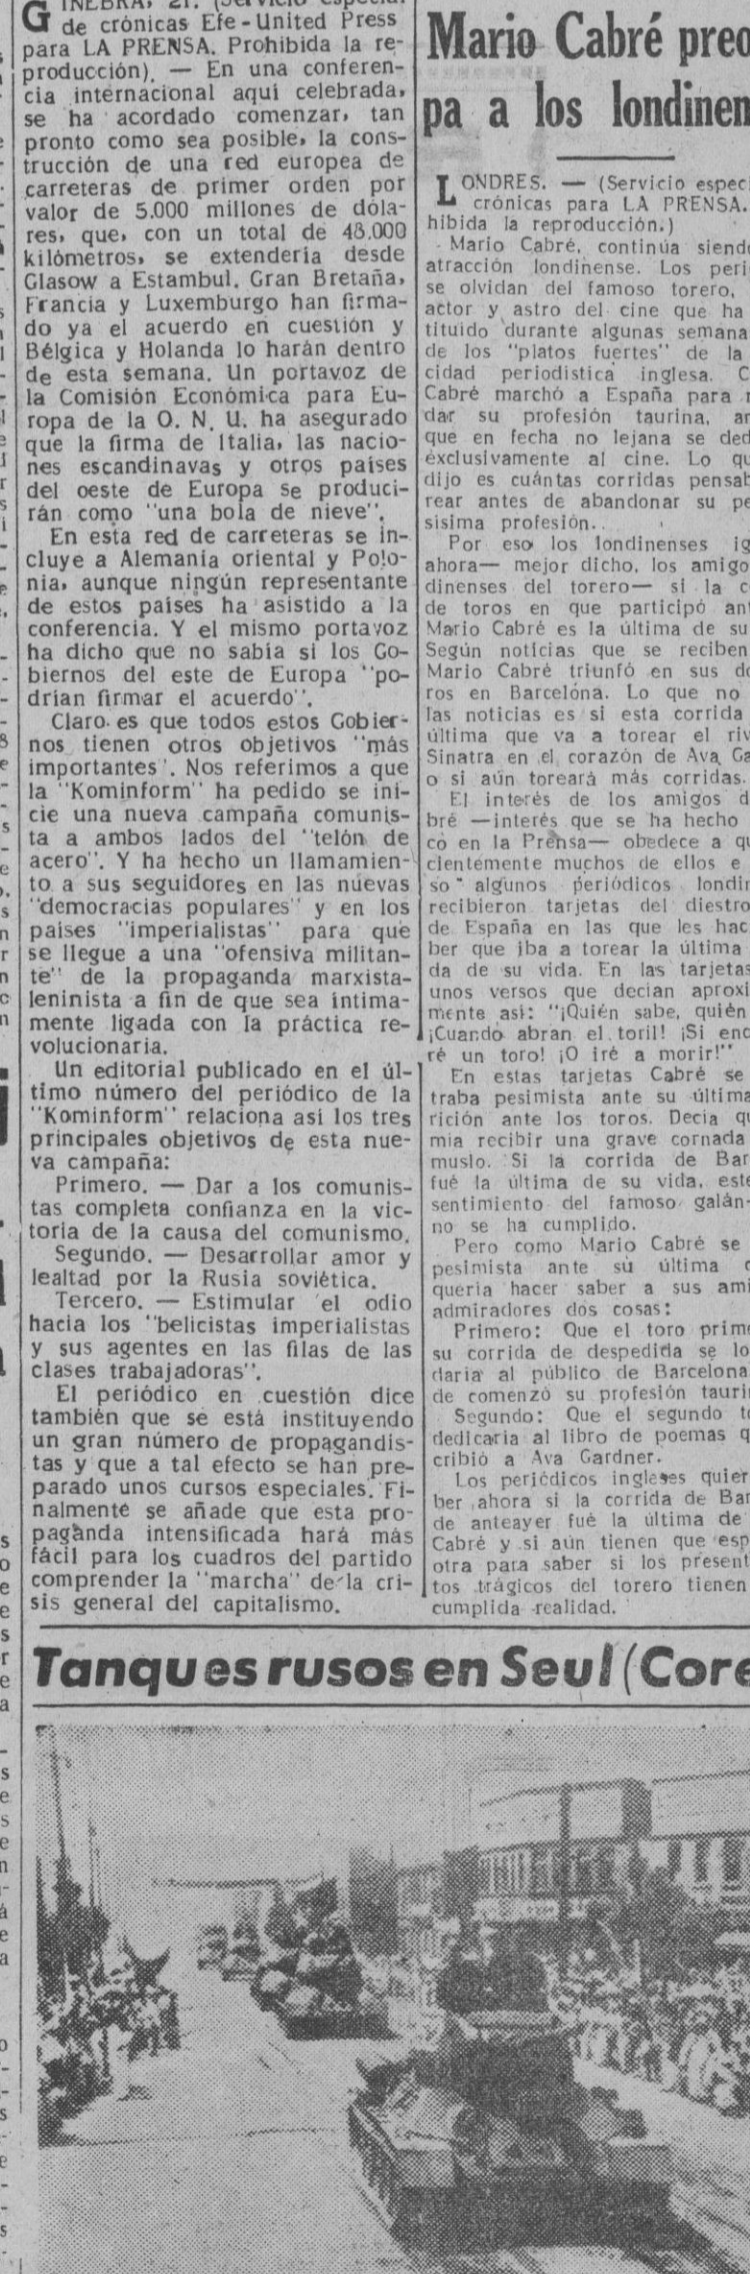 GINEBRA, 21. (Servicio especial
de crónicas Efe-United Press
para LA PRENSA. Prohibida la re-
producción). — En una conferen-
cia internacional aquí celebrada,
se ha acordado comenzar, tan
pronto como sea posible, la cons-
trucción de una red europea de
carreteras de primer orden por
valor de 5.000 millones de dóla-
res, que, con un total de 48.000
kilómetros, se extendería desde
Glasow a Estambul. Gran Bretaña,
Francia y Luxemburgo han firma-
do ya el acuerdo en cuestión y
Bélgica y Holanda lo harán dentro
de esta semana. Un portavoz de
la Comisión Económica para Eu-
ropa de la O. N. U. ha asegurado
que la firma de Italia, las nacio-
nes escandinavas y otros países
del oeste de Europa se produci-
rán como "una bola de nieve".
En esta red de carreteras se in-
cluye a Alemania oriental y Polo-
nia, aunque ningún representante
de estos países ha asistido a la
conferencia. Y el mismo portavoz
ha dicho que no sabía si los Go-
biernos del este de Europa "po-
drían firmar el acuerdo".
Claro es que todos estos Gobier-
nos tienen otros objetivos "más
importantes". Nos referimos a que
la "Kominform" ha pedido se ini-
cie una nueva campaña comunis-
ta a ambos lados del "telón de
acero". Y ha hecho un llamamien-
to a sus seguidores en las nuevas
"democracias populares" y en los
países "imperialistas" para que
se llegue a una "ofensiva militan-
te" de la propaganda marxista-
leninista a fin de que sea íntima-
mente ligada con la práctica re-
volucionaria.
Un editorial publicado en el úl-
timo número del periódico de la
"Kominform" relaciona así los tres
principales objetivos de esta nue-
va campaña:
Primero. — Dar a los comunis-
tas completa confianza en la vic-
toria de la causa del comunismo.
Segundo. — Desarrollar amor y
lealtad por la Rusia soviética.
Tercero. — Estimular el odio
hacia los "belicistas imperialistas
y sus agentes en las filas de las
clases trabajadoras".
El periódico en cuestión dice
también que se está instituyendo
un gran número de propagandis-
tas y que a tal efecto se han pre-
parado unos cursos especiales. Fi-
nalmente se añade que esta pro-
paganda intensificada hará más
fácil para los cuadros del partido
comprender la "marcha" de la cri-
sis general del capitalismo.
Mario Cabré preo
pa a los londinen
LONDRES. — (Servicio especi
crónicas para LA PRENSA.
hibida la reproducción.)
Mario Cabré, continúa siend
atracción londinense. Los peri
se olvidan del famoso torero,
actor y astro del cine que ha
tituido durante algunas semana
de los "platos fuertes" de la
cidad periodística inglesa. C
Cabré marchó a España para r
dar su profesión taurina, an
que en fecha no lejana se ded
exclusivamente al cine. Lo qu
dijo es cuántas corridas pensab
rear antes de abandonar su pe
sísima profesión.
Por eso los londinenses ig
ahora— mejor dicho, los amigo
dinenses del torero— si la c
de toros en que participó ant
Mario Cabré es la última de su
Según noticias que se reciben
Mario Cabré triunfó en sus do
ros en Barcelona. Lo que no
las noticias es si esta corrida
última que va a torear el riv
Sinatra en el corazón de Ava Ga
o si aún toreará más corridas.
El interés de los amigos d
bré —interés que se ha hecho
co en la Prensa— obedece a qu
cientemente muchos de ellos e
so algunos periódicos londin
recibieron tarjetas del diestro
de España en las que les hac
ber que iba a torear la última
da de su vida. En las tarjetas
unos versos que decían aproxi
mente así: "¡Quién sabe, quién
¡Cuando abran el toril! ¡Si enc
ré un toro! ¡O iré a morir!"
En estas tarjetas Cabré se
traba pesimista ante su última
rición ante los toros. Decía qu
mía recibir una grave cornada
muslo. Si la corrida de Bar
fué la última de su vida, este
sentimiento del famoso galán-
no se ha cumplido.
Pero como Mario Cabré se
pesimista ante su última c
quería hacer saber a sus ami
admiradores dos cosas:
Primero: Que el toro prime
su corrida de despedida se lo
daría al público de Barcelona
de comenzó su profesión taurin
Segundo: Que el segundo to
dedicaría al libro de poemas q
cribió a Ava Gardner.
Los periódicos ingleses quier
ber ahora si la corrida de Bar
de anteayer fué la última de
Cabré y si aún tienen que esp
otra para saber si los present
tos trágicos del torero tienen
cumplida realidad.
Tanques rusos en Seul (Core